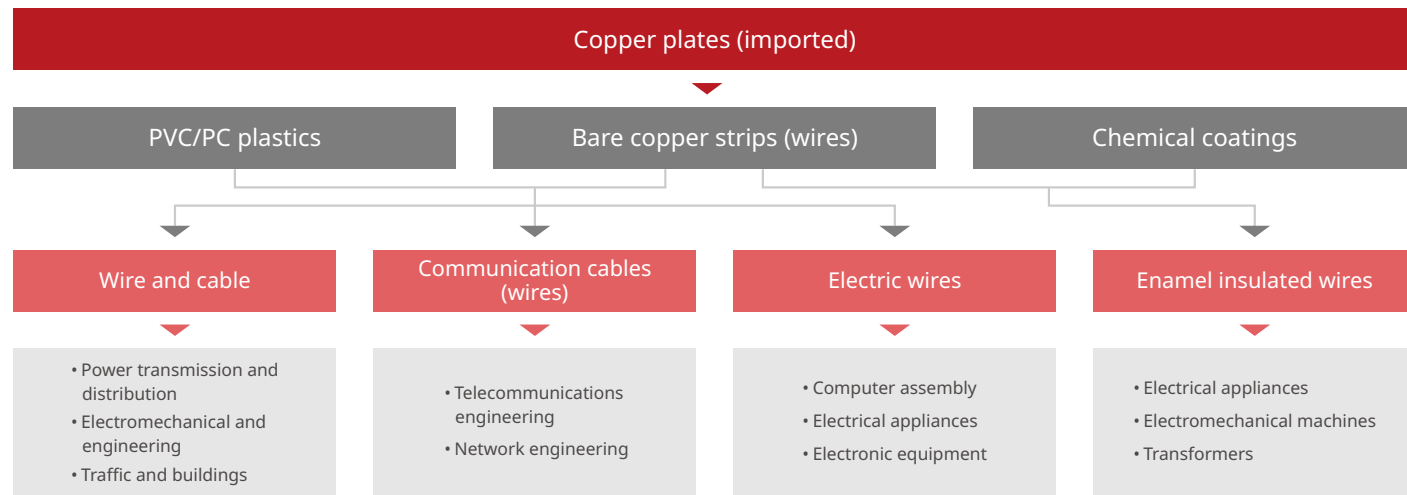 Copper plates (imported)
PVC/PC plastics
Bare copper strips (wires)
Chemical coatings
Wire and cable
Communication cables
(wires)
Electric wires
Enamel insulated wires
• Power transmission and
distribution
• Electromechanical and
engineering
• Traffic and buildings
• Telecommunications
engineering
• Network engineering
• Computer assembly
• Electrical appliances
• Electronic equipment
• Electrical appliances
• Electromechanical machines
• Transformers